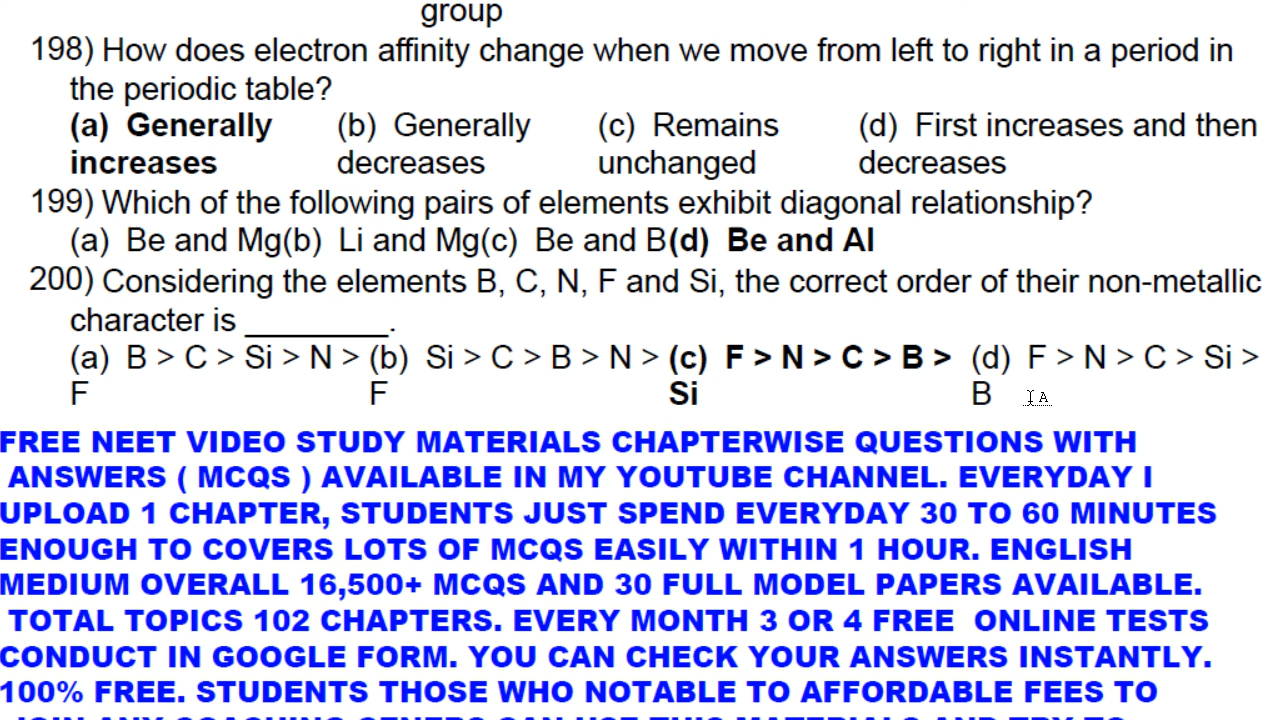 group
198) How does electron affinity change when we move from left to right in a period in
the periodic table?
(a) Generally increases (b) Generally decreases (c) Remains unchanged (d) First increases and then decreases
199) Which of the following pairs of elements exhibit diagonal relationship?
(a) Be and Mg(b) Li and Mg(c) Be and B(d) Be and Al
200) Considering the elements B, C, N, F and Si, the correct order of their non-metallic
character is ________.
(a) B > C > Si > N > F (b) Si > C > B > N > F (c) F > N > C > B > Si (d) F > N > C > Si > B
FREE NEET VIDEO STUDY MATERIALS CHAPTERWISE QUESTIONS WITH
ANSWERS ( MCQS ) AVAILABLE IN MY YOUTUBE CHANNEL. EVERYDAY I
UPLOAD 1 CHAPTER, STUDENTS JUST SPEND EVERYDAY 30 TO 60 MINUTES
ENOUGH TO COVERS LOTS OF MCQS EASILY WITHIN 1 HOUR. ENGLISH
MEDIUM OVERALL 16,500+ MCQS AND 30 FULL MODEL PAPERS AVAILABLE.
TOTAL TOPICS 102 CHAPTERS. EVERY MONTH 3 OR 4 FREE ONLINE TESTS
CONDUCT IN GOOGLE FORM. YOU CAN CHECK YOUR ANSWERS INSTANTLY.
100% FREE. STUDENTS THOSE WHO NOTABLE TO AFFORDABLE FEES TO